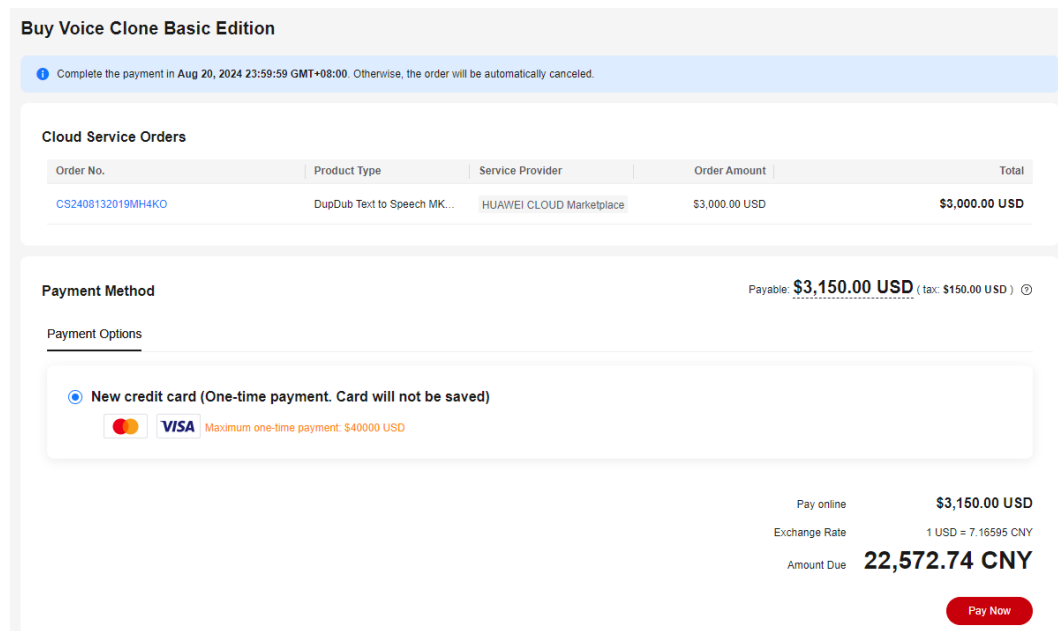 Buy Voice Clone Basic Edition
Complete the payment in Aug 20, 2024 23:59:59 GMT+08:00. Otherwise, the order will be automatically canceled.
Cloud Service Orders
Order No. Product Type Service Provider Order Amount Total
CS2408132019MH4KO DupDub Text to Speech MK... HUAWEI CLOUD Marketplace $3,000.00 USD $3,000.00 USD
Payment Method Payable: $3,150.00 USD ( tax: $150.00 USD )
Payment Options
New credit card (One-time payment. Card will not be saved)
VISA Maximum one-time payment: $40000 USD
Pay online $3,150.00 USD
Exchange Rate 1 USD = 7.16595 CNY
Amount Due 22,572.74 CNY
Pay Now